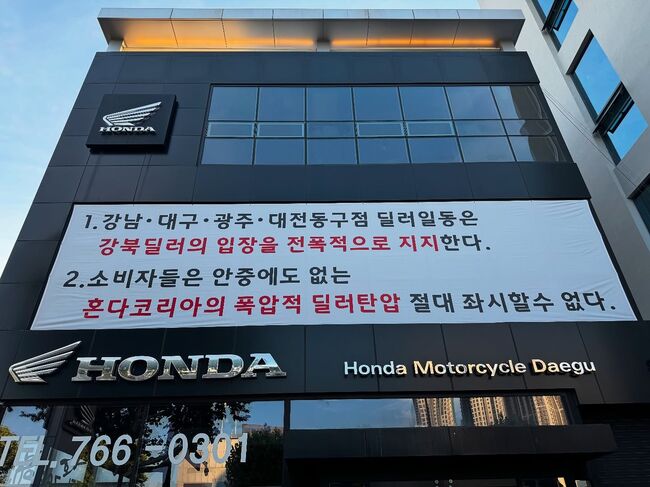 HONDA
1.강남·대구·광주·대전동구점 딜러일동은
강북딜러의 입장을 전폭적으로 지지한다.
2.소비자들은 안중에도 없는
혼다코리아의 폭압적 딜러탄압 절대 좌시할수 없다.
HONDA
Honda Motorcycle Daegu
TEL. 766-0301